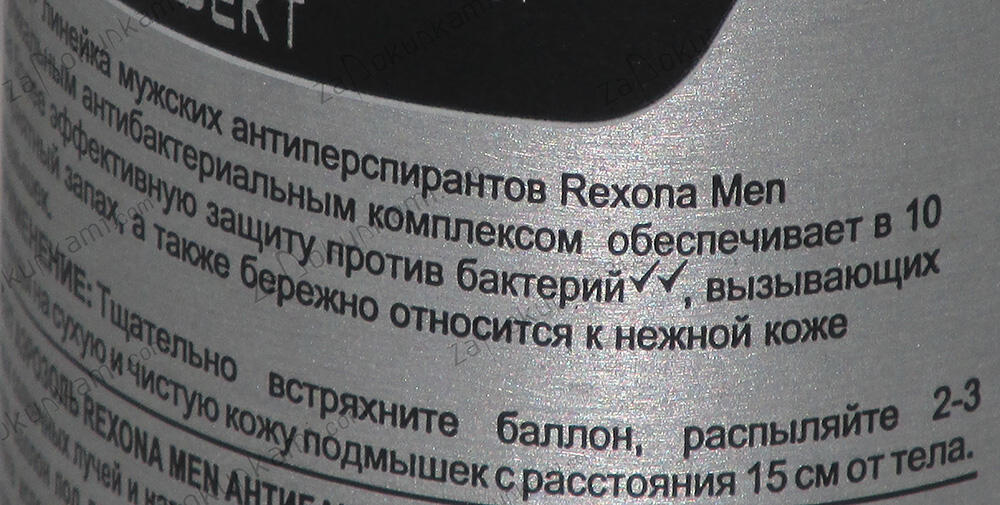 ЕКТ
линейка мужских антиперспирантов Rexona Men
антибактериальным комплексом обеспечивает в 10
эффективную защиту против бактерий✓✓, вызывающих
запах, а также бережно относится к нежной коже
Тщательно встряхните баллон, распыляйте 2-3
на сухую и чистую кожу подмышек с расстояния 15 см от тела.
REXONA MEN
лучей и